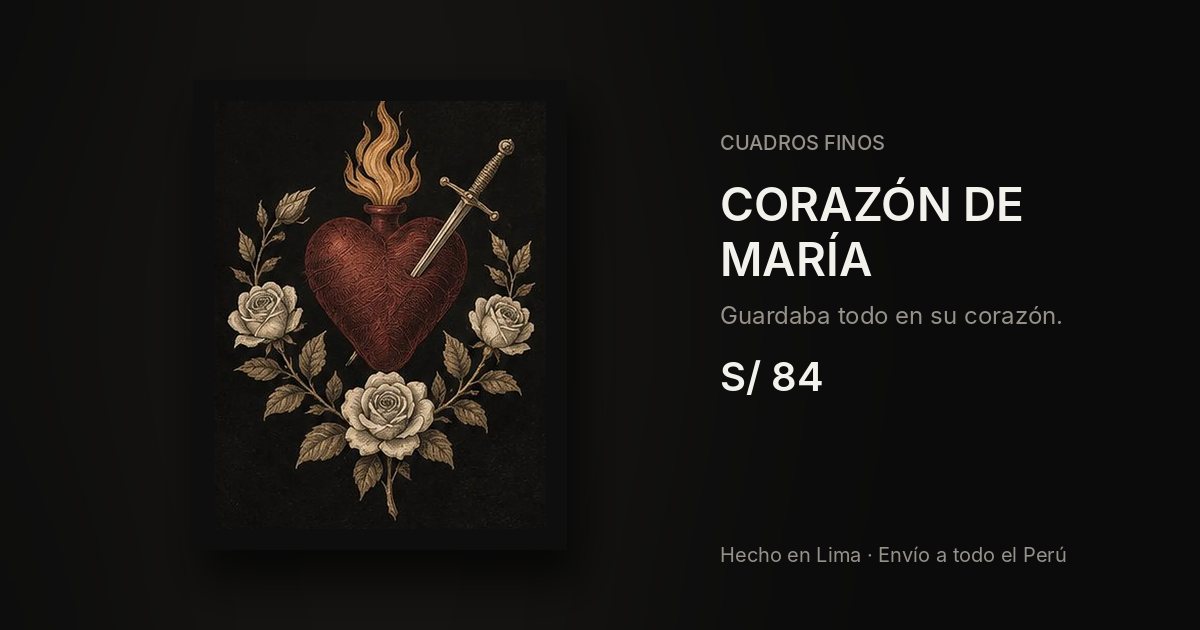 CUADROS FINOS
CORAZÓN DE
MARÍA
Guardaba todo en su corazón.
S/ 84
Hecho en Lima · Envío a todo el Perú